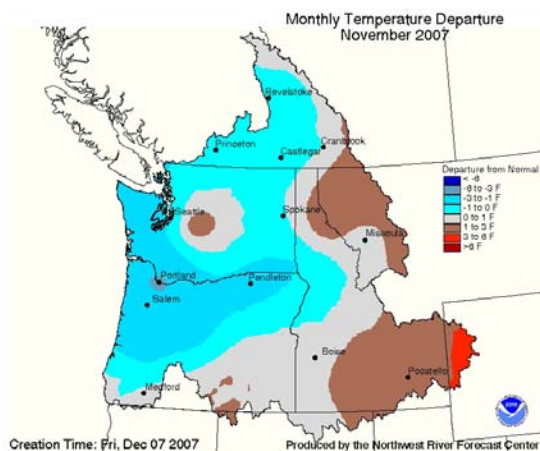 Monthly Temperature Departure
November 2007
Revelstoke
Princeton
Castlegar
Cranbrook
Departure from Normal
< -6
-6 to -3 F
-3 to -1 F
-1 to 0 F
0 to 1 F
1 to 3 F
3 to 6 F
>6 F
Seattle
Spokane
Missoula
Portland
Pendleton
Salem
Boise
Pocatello
Medford
Creation Time: Fri, Dec 07 2007
Produced by the Northwest River Forecast Center